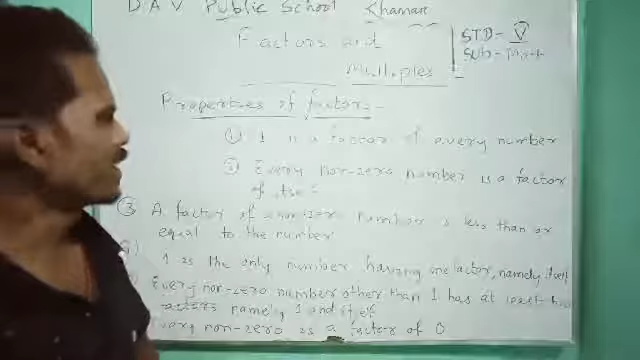 D A V Public School Khaman
STD - V
Sub - Math
Factors and
Multiples
Properties of factors -
① 1 is a factor of every number
② Every non-zero number is a factor
of itself
③ A factor of a non-zero number is less than or
equal to the number
1 is the only number having one factor, namely itself
Every non-zero number other than 1 has at least two
factors namely 1 and itself
Every non-zero is a factor of 0